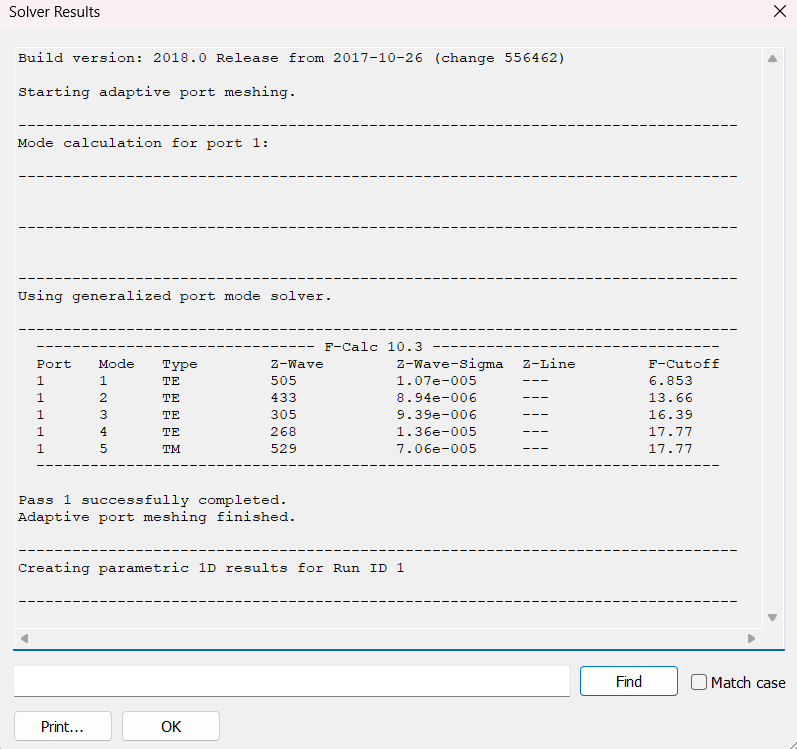 Solver Results
Build version: 2018.0 Release from 2017-10-26 (change 556462)
Starting adaptive port meshing.
--------------------------------------------------------------------------------
Mode calculation for port 1:
--------------------------------------------------------------------------------
--------------------------------------------------------------------------------
--------------------------------------------------------------------------------
Using generalized port mode solver.
--------------------------------------------------------------------------------
------------------------------- F-Calc 10.3 --------------------------------
Port Mode Type Z-Wave Z-Wave-Sigma Z-Line F-Cutoff
1 1 TE 505 1.07e-005 --- 6.853
1 2 TE 433 8.94e-006 --- 13.66
1 3 TE 305 9.39e-006 --- 16.39
1 4 TE 268 1.36e-005 --- 17.77
1 5 TM 529 7.06e-005 --- 17.77
----------------------------------------------------------------------------
Pass 1 successfully completed.
Adaptive port meshing finished.
--------------------------------------------------------------------------------
Creating parametric 1D results for Run ID 1
--------------------------------------------------------------------------------
Find
Match case
Print...
OK